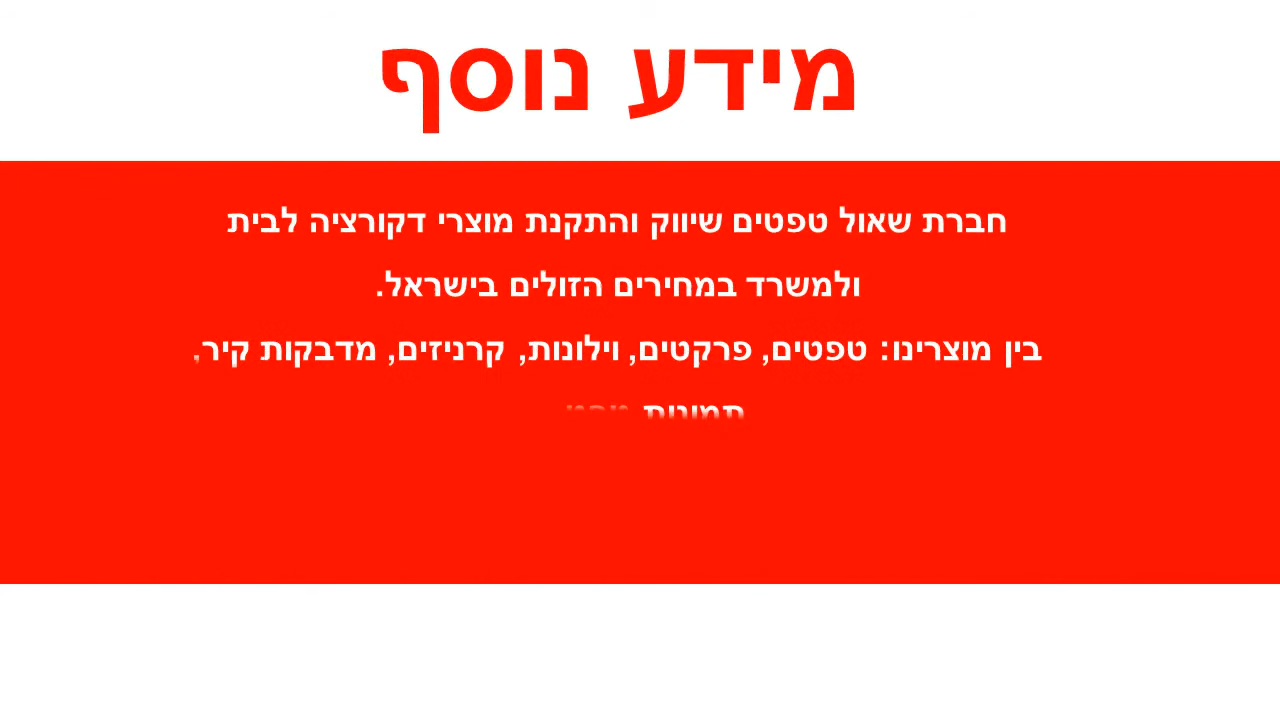 מידע נוסף
חברת שאול טפטים שיווק והתקנת מוצרי דקורציה לבית
ולמשרד במחירים הזולים בישראל.
בין מוצרינו: טפטים, פרקטים, וילונות, קרניזים, מדבקות קיר,
תמונות